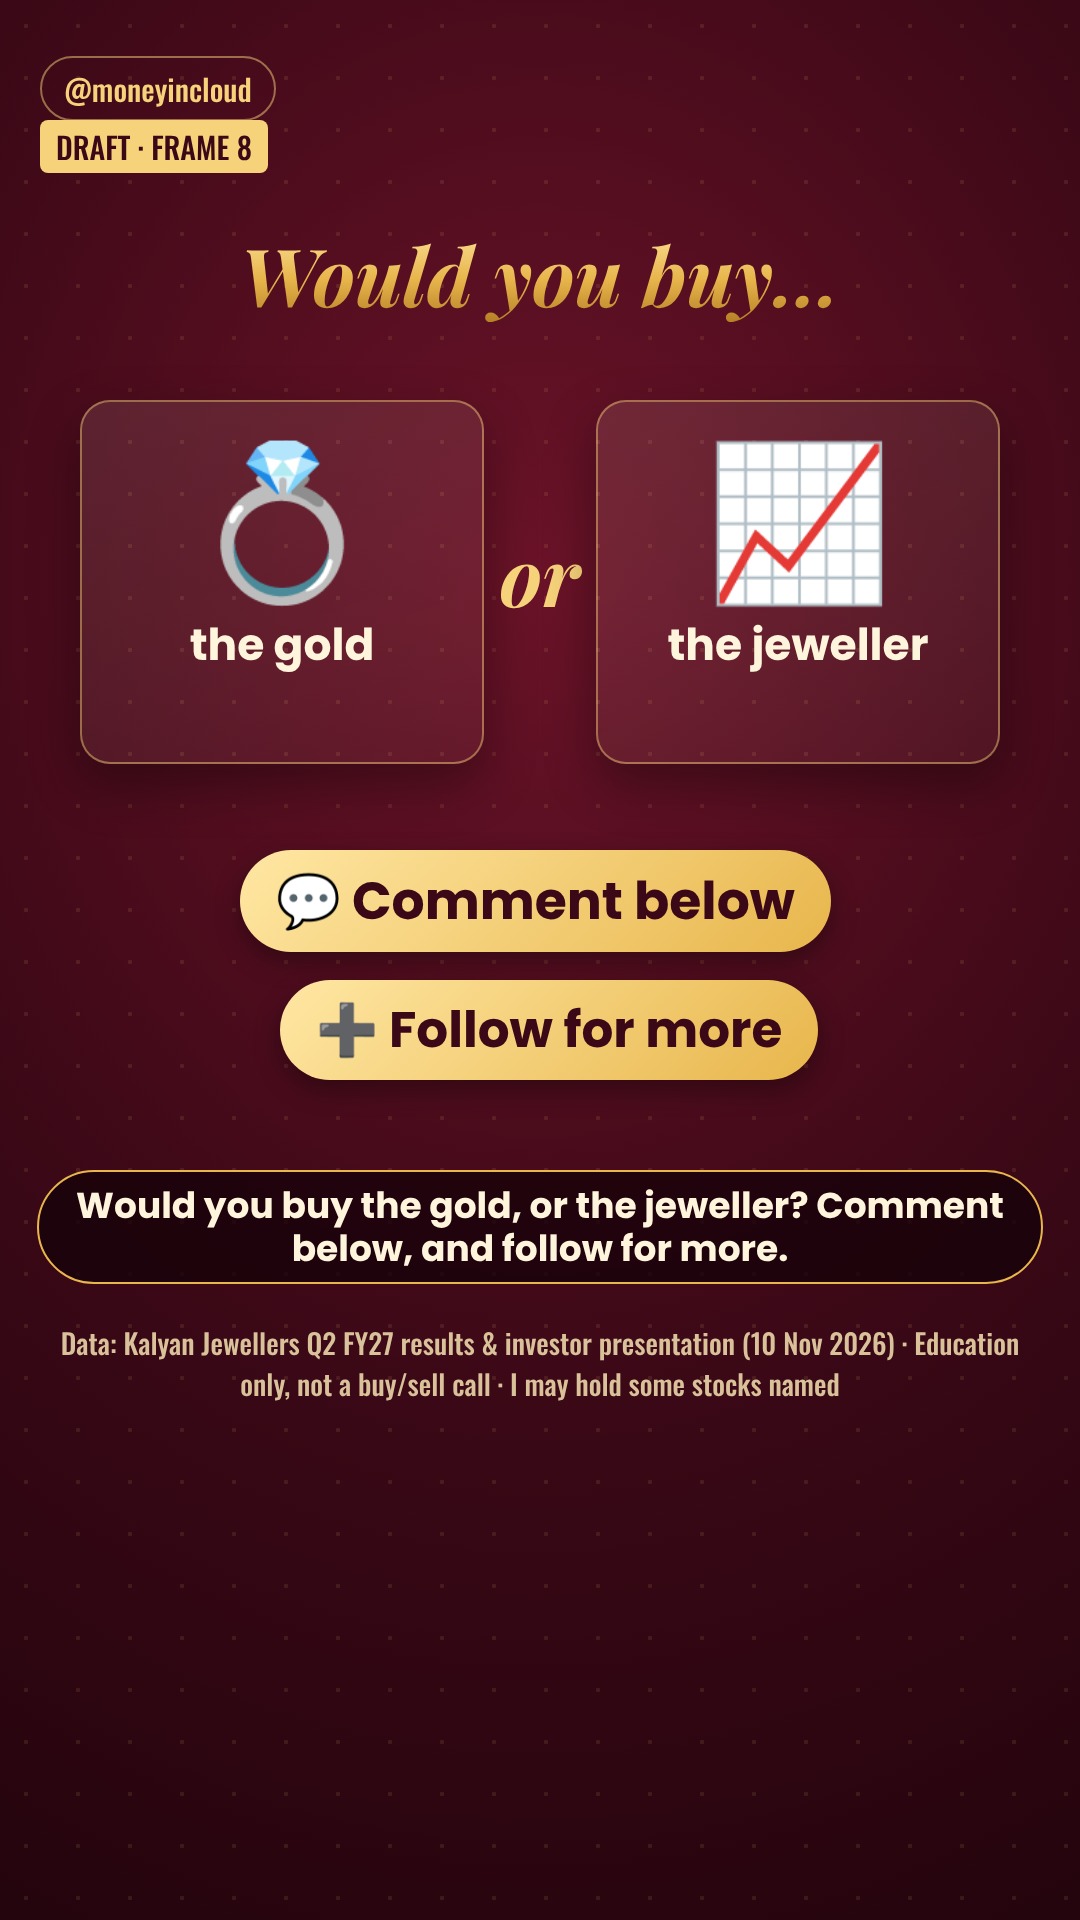 @moneyincloud
DRAFT · FRAME 8
Would you buy...
or
the gold
the jeweller
💬 Comment below
➕ Follow for more
Would you buy the gold, or the jeweller? Comment
below, and follow for more.
Data: Kalyan Jewellers Q2 FY27 results & investor presentation (10 Nov 2026) · Education
only, not a buy/sell call · I may hold some stocks named